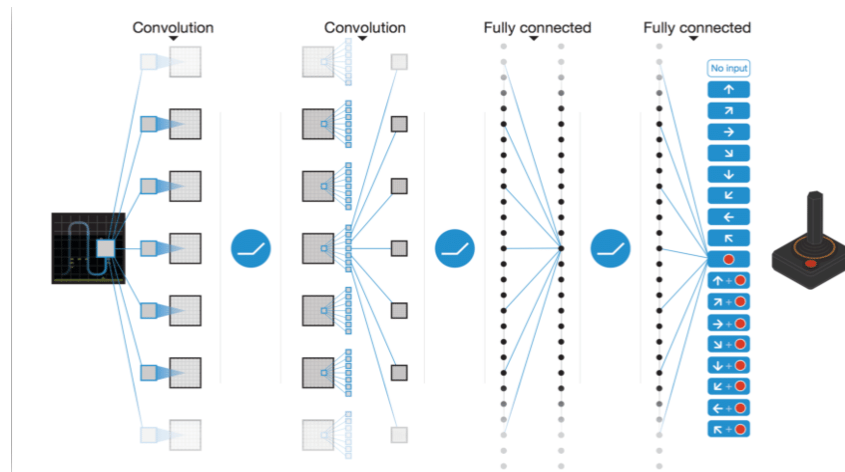 Convolution
Convolution
Fully connected
Fully connected
No input
+
+
+
+
+
+
+
+